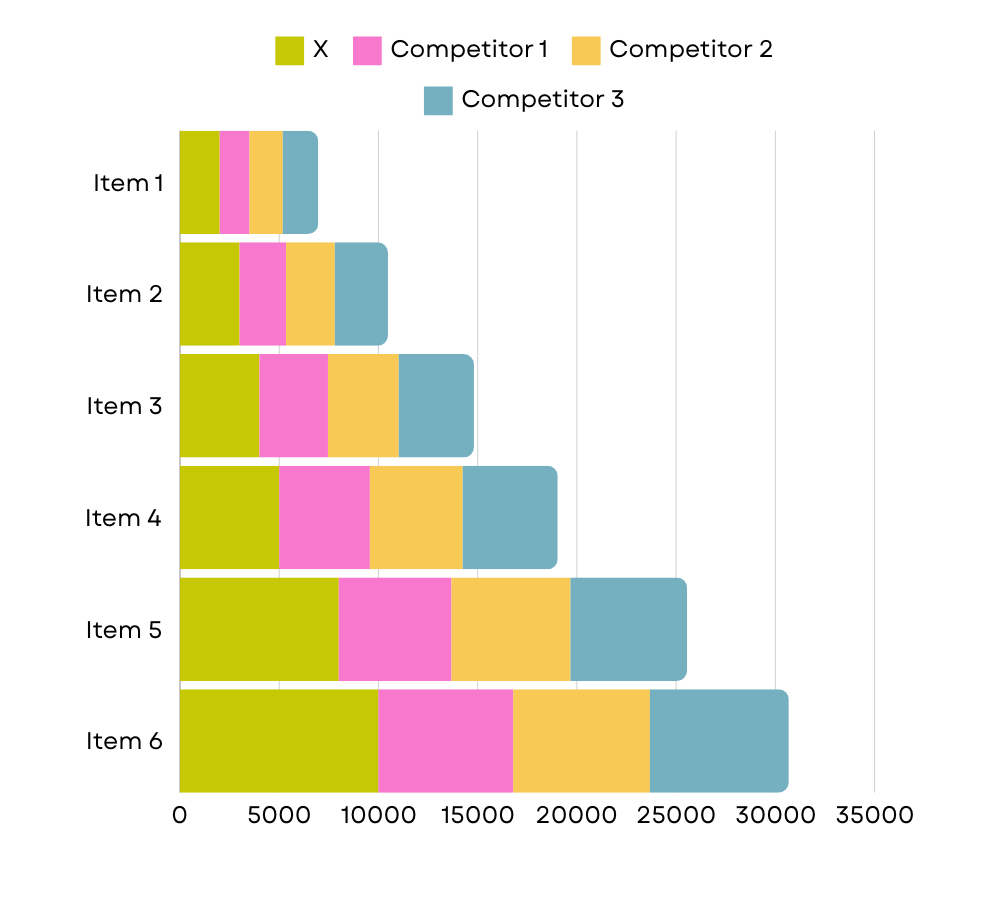 X Competitor 1 Competitor 2
Competitor 3
Item 1
Item 2
Item 3
Item 4
Item 5
Item 6
0 5000 10000 15000 20000 25000 30000 35000